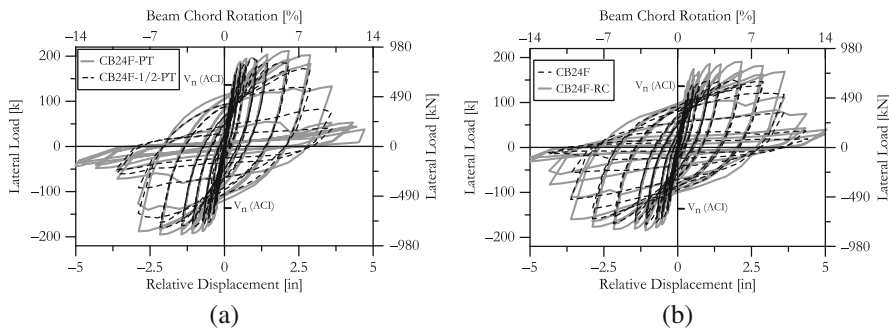 Beam Chord Rotation [%]
−14 −7 0 7 14
200
100
0
−100
−200
Lateral Load [k]
CB24F-PT
CB24F-1/2-PT
Vn (ACI)
Vn (ACI)
980
490
0
−490
−980
Lateral Load [kN]
−5 −2.5 0 2.5 5
Relative Displacement [in]
(a)
Beam Chord Rotation [%]
−14 −7 0 7 14
200
100
0
−100
−200
Lateral Load [k]
CB24F
CB24F-RC
Vn (ACI)
Vn (ACI)
980
490
0
−490
−980
Lateral Load [kN]
−5 −2.5 0 2.5 5
Relative Displacement [in]
(b)